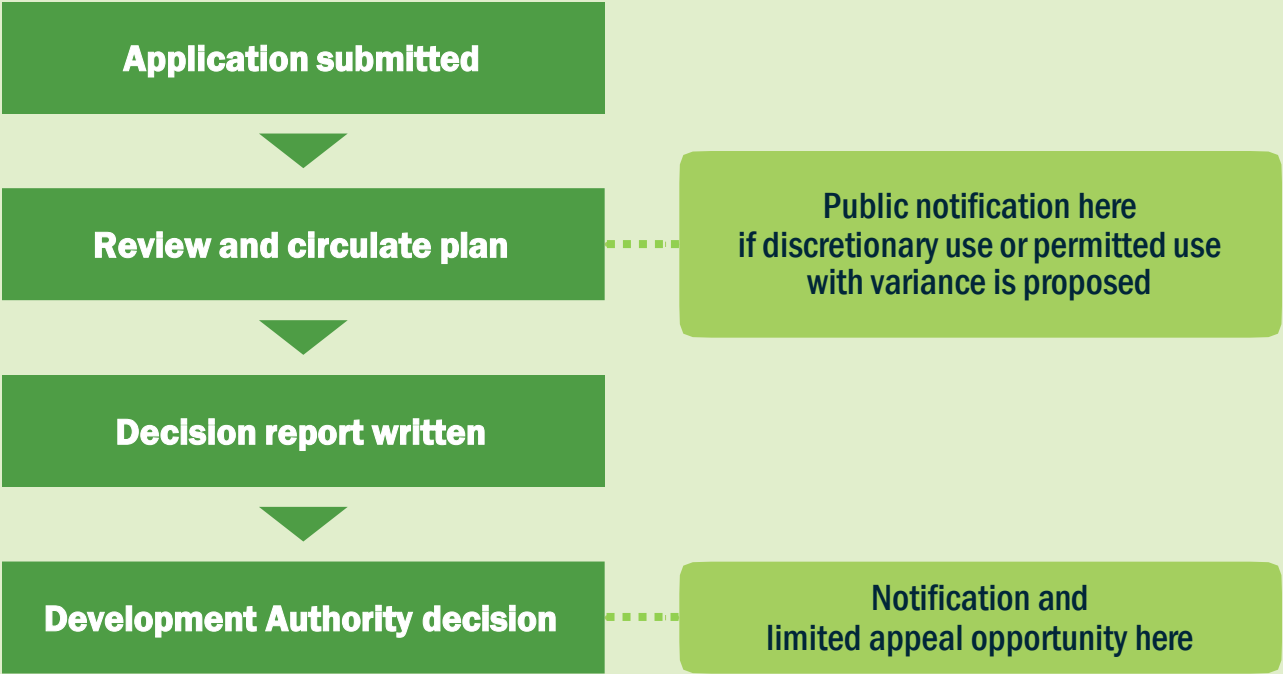 Application submitted
Review and circulate plan
Public notification here
if discretionary use or permitted use
with variance is proposed
Decision report written
Development Authority decision
Notification and
limited appeal opportunity here